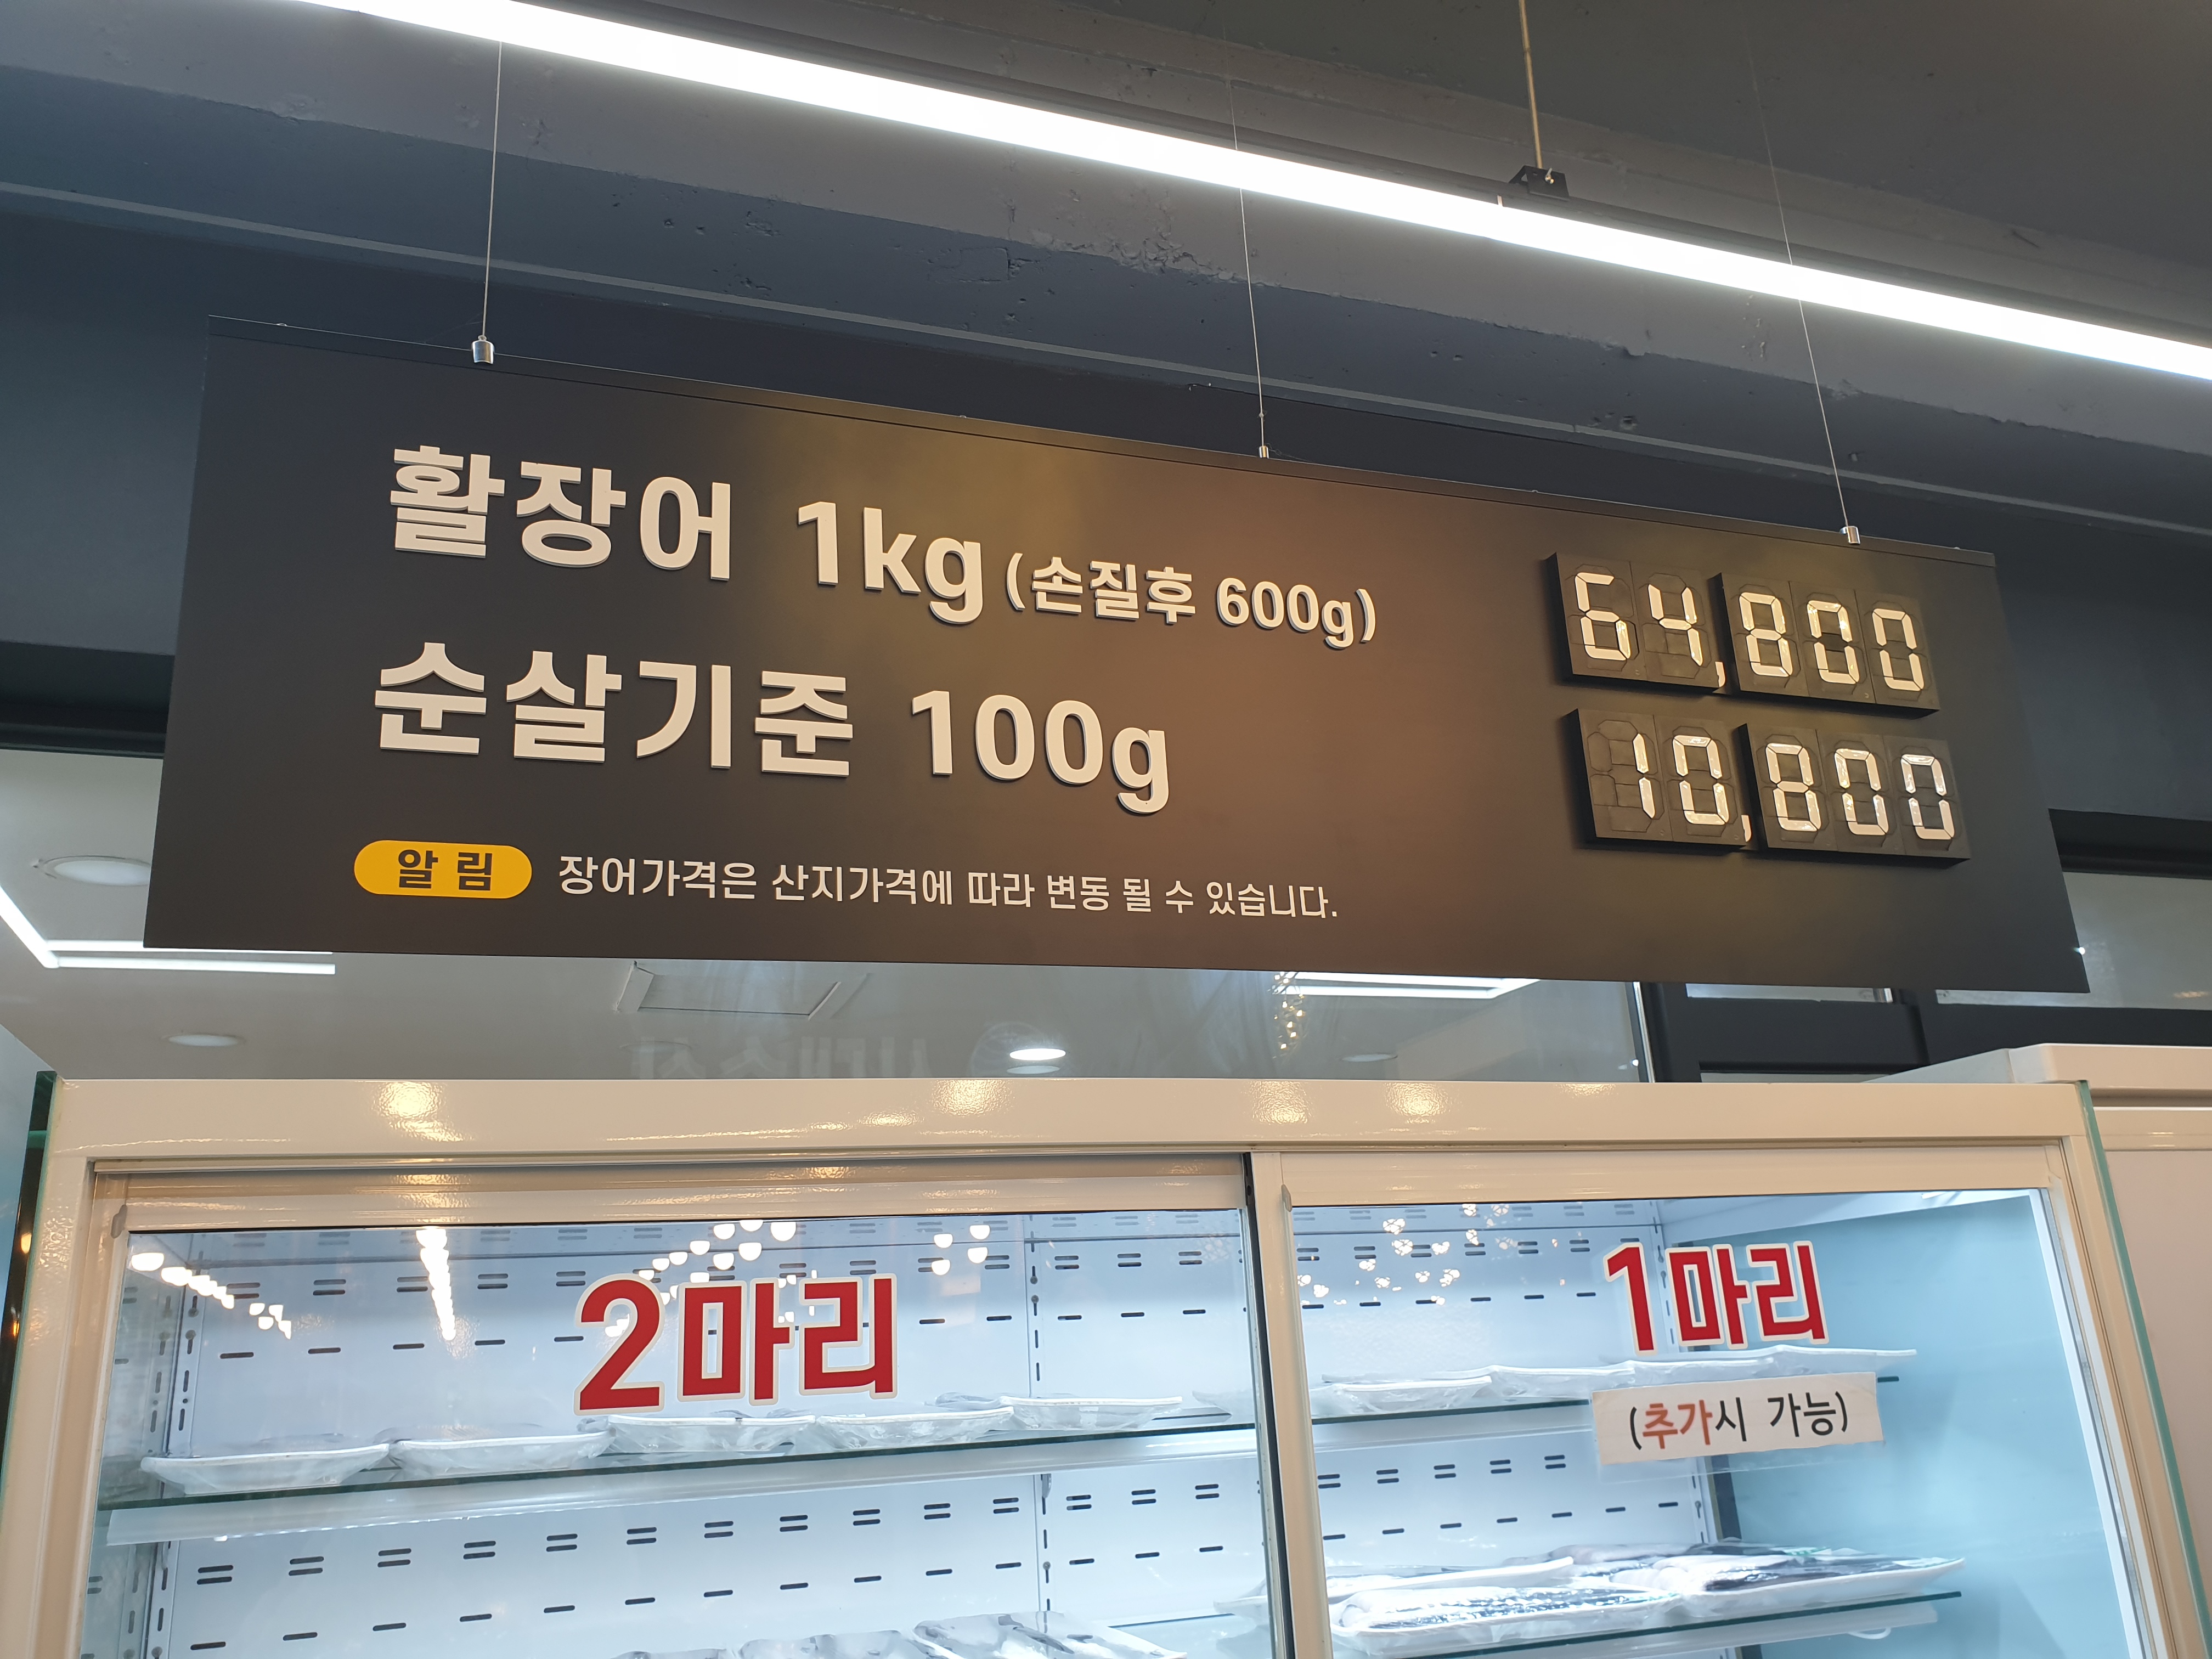 활장어 1kg (손질후 600g) 64,800
순살기준 100g 10,800
알림 장어가격은 산지가격에 따라 변동 될 수 있습니다.
2마리
1마리
(추가시 가능)